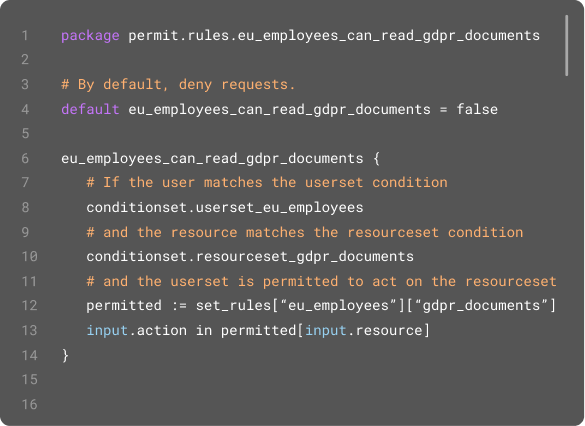 1 package permit.rules.eu_employees_can_read_gdpr_documents
2
3 # By default, deny requests.
4 default eu_employees_can_read_gdpr_documents = false
5
6 eu_employees_can_read_gdpr_documents {
7 # If the user matches the userset condition
8 conditionset.userset_eu_employees
9 # and the resource matches the resourceset condition
10 conditionset.resourceset_gdpr_documents
11 # and the userset is permitted to act on the resourceset
12 permitted := set_rules[“eu_employees”][“gdpr_documents”]
13 input.action in permitted[input.resource]
14 }
15
16